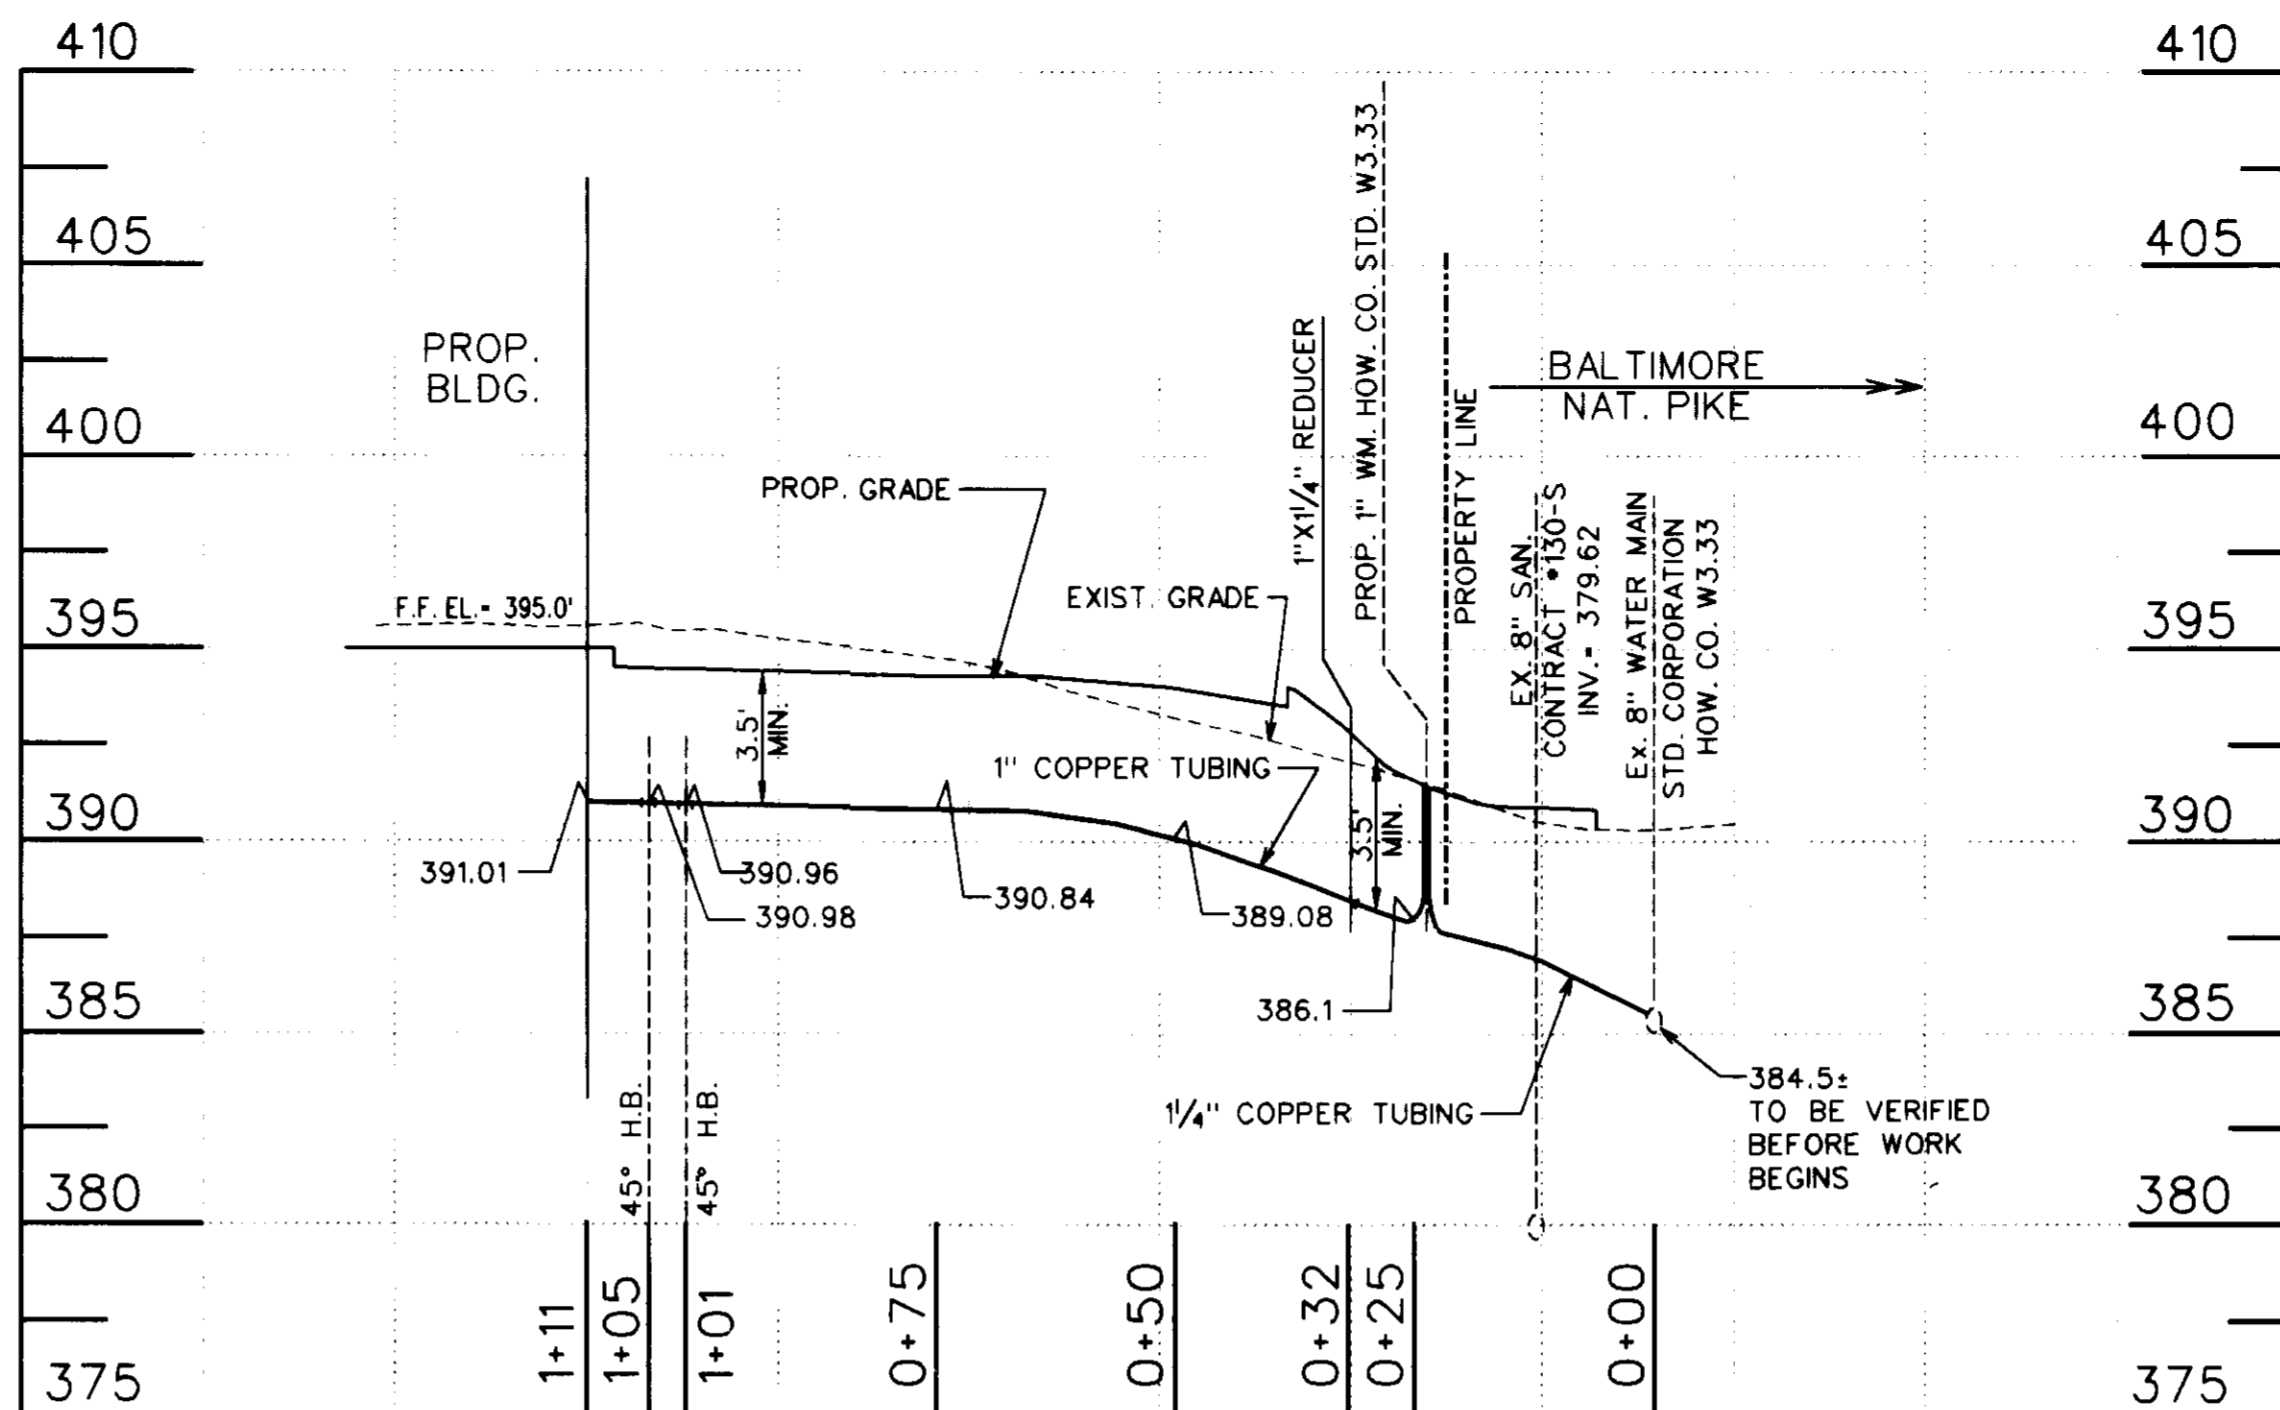 410
410
405
405
400
400
395
395
390
390
385
385
380
380
375
375
PROP.
BLDG.
F.F. EL.= 395.0'
PROP. GRADE
EXIST. GRADE
1" COPPER TUBING
3.5'
MIN.
1"X1¼" REDUCER
PROP. 1" WM. HOW. CO. STD. W3.33
PROPERTY LINE
BALTIMORE
NAT. PIKE
EX. 8" SAN.
CONTRACT #130-S
INV.= 379.62
Ex. 8" WATER MAIN
STD. CORPORATION
HOW. CO. W3.33
3.5'
MIN.
391.01
390.96
390.98
390.84
389.08
386.1
1¼" COPPER TUBING
384.5±
TO BE VERIFIED
BEFORE WORK
BEGINS
45° H.B.
45° H.B.
1+11
1+05
1+01
0+75
0+50
0+32
0+25
0+00